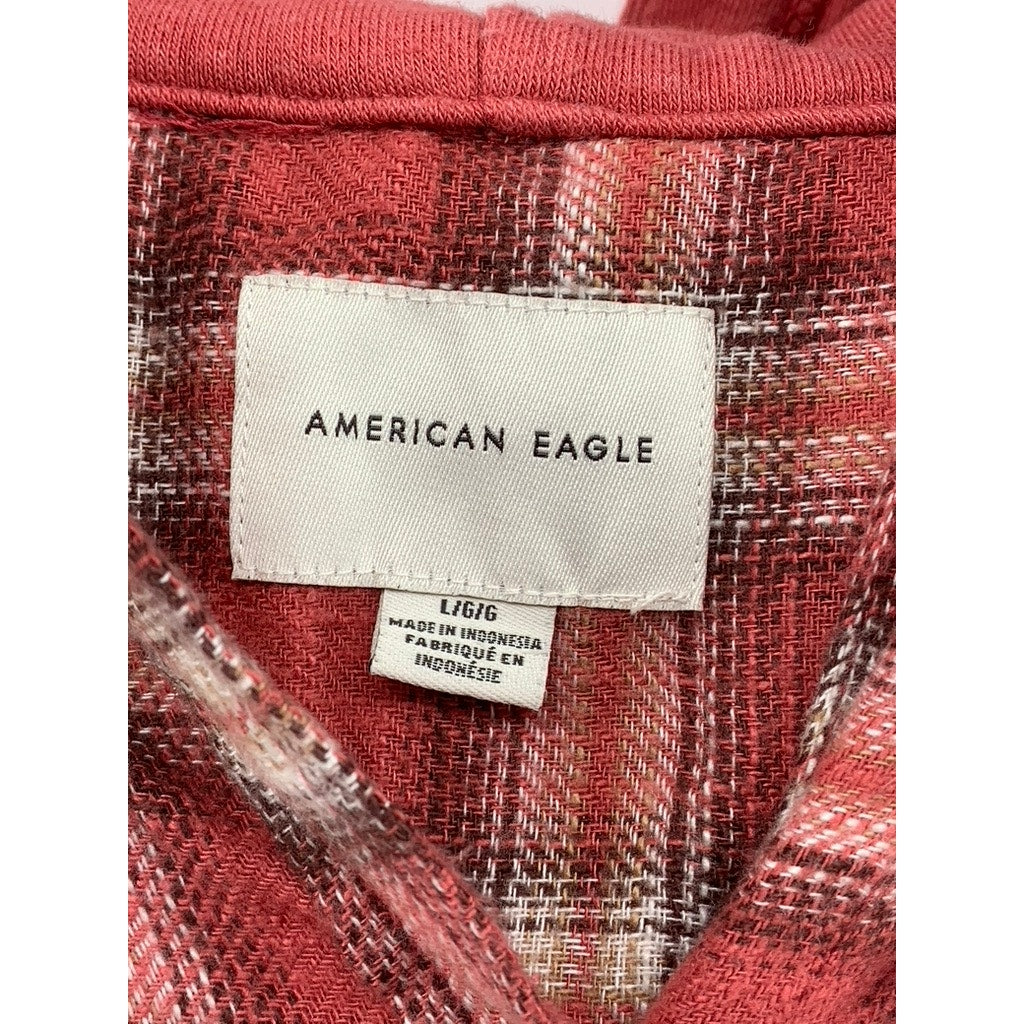 AMERICAN EAGLE
L/G/G
MADE IN INDONESIA
FABRIQUÉ EN
INDONÉSIE